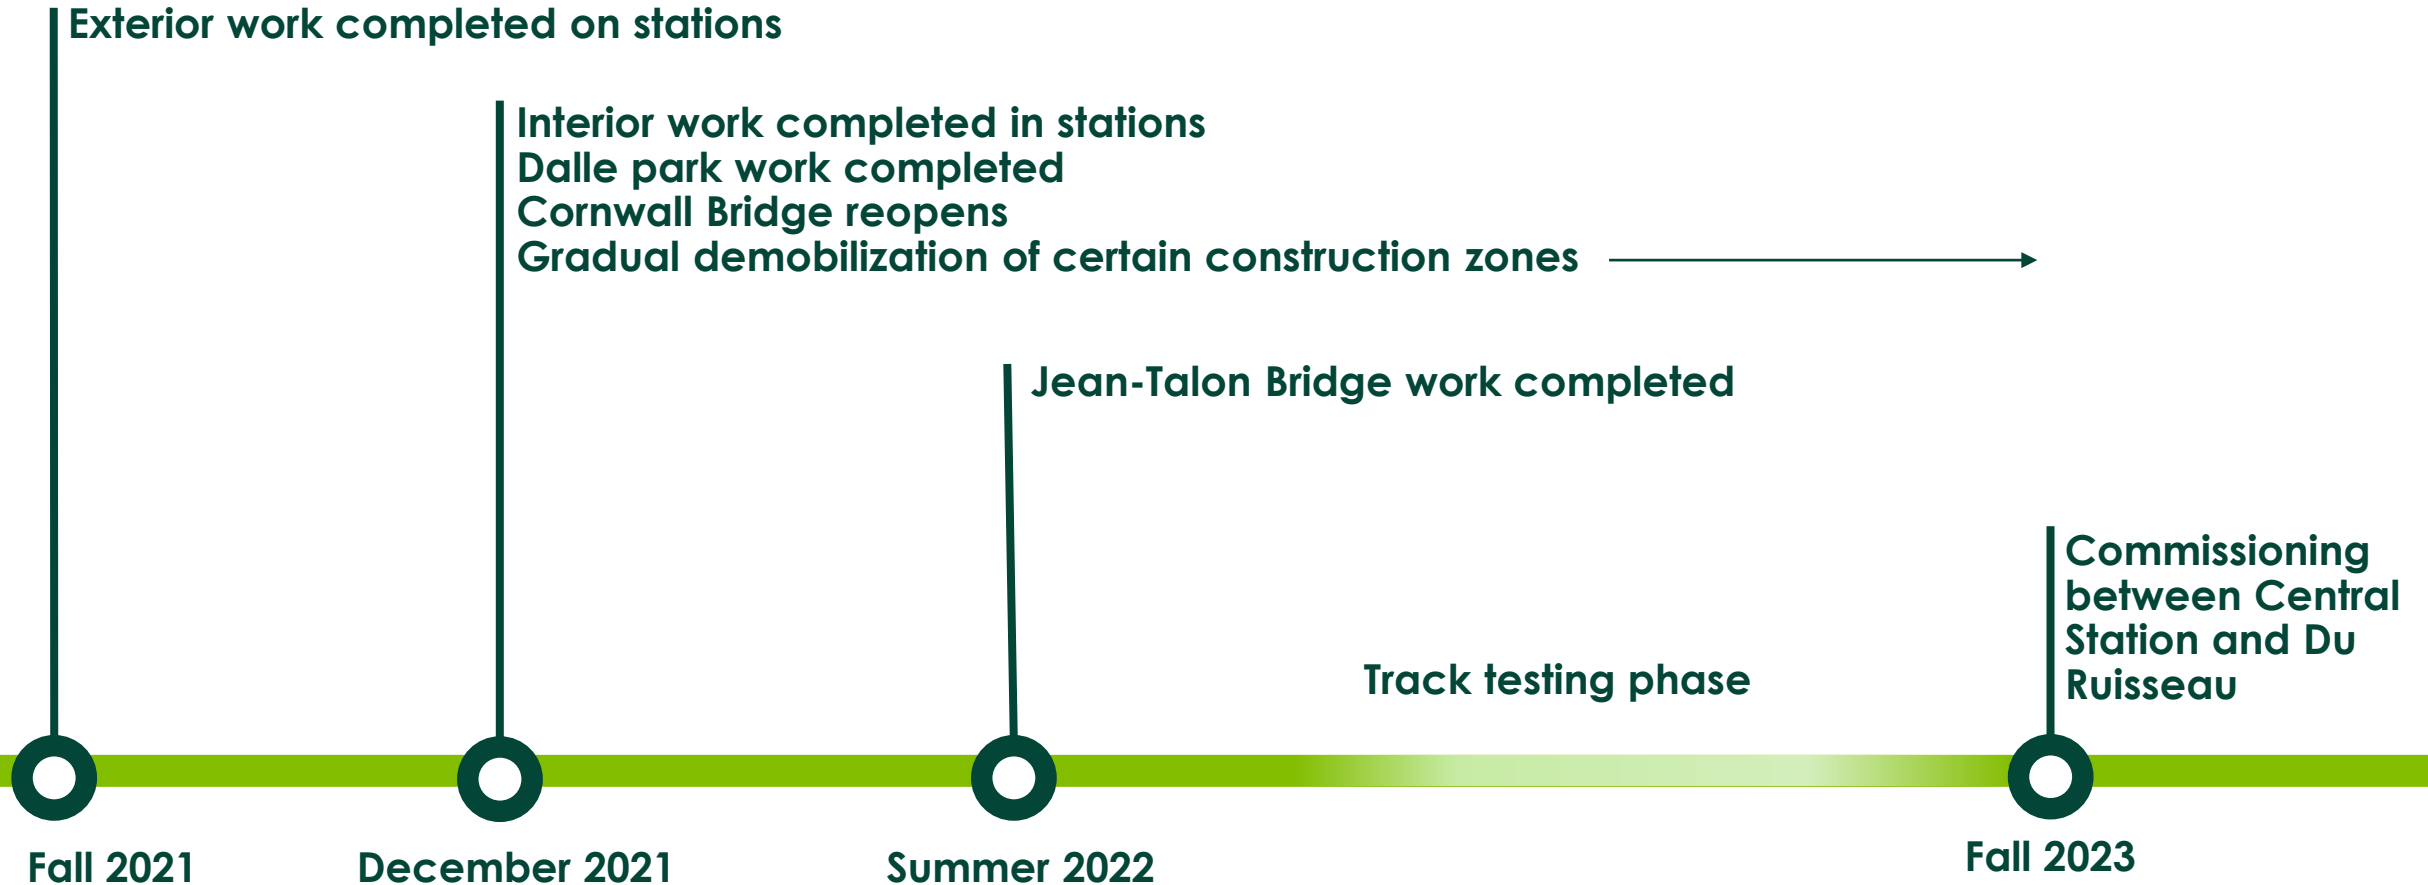 Exterior work completed on stations
Interior work completed in stations
Dalle park work completed
Cornwall Bridge reopens
Gradual demobilization of certain construction zones
Jean-Talon Bridge work completed
Track testing phase
Commissioning
between Central
Station and Du
Ruisseau
Fall 2021
December 2021
Summer 2022
Fall 2023